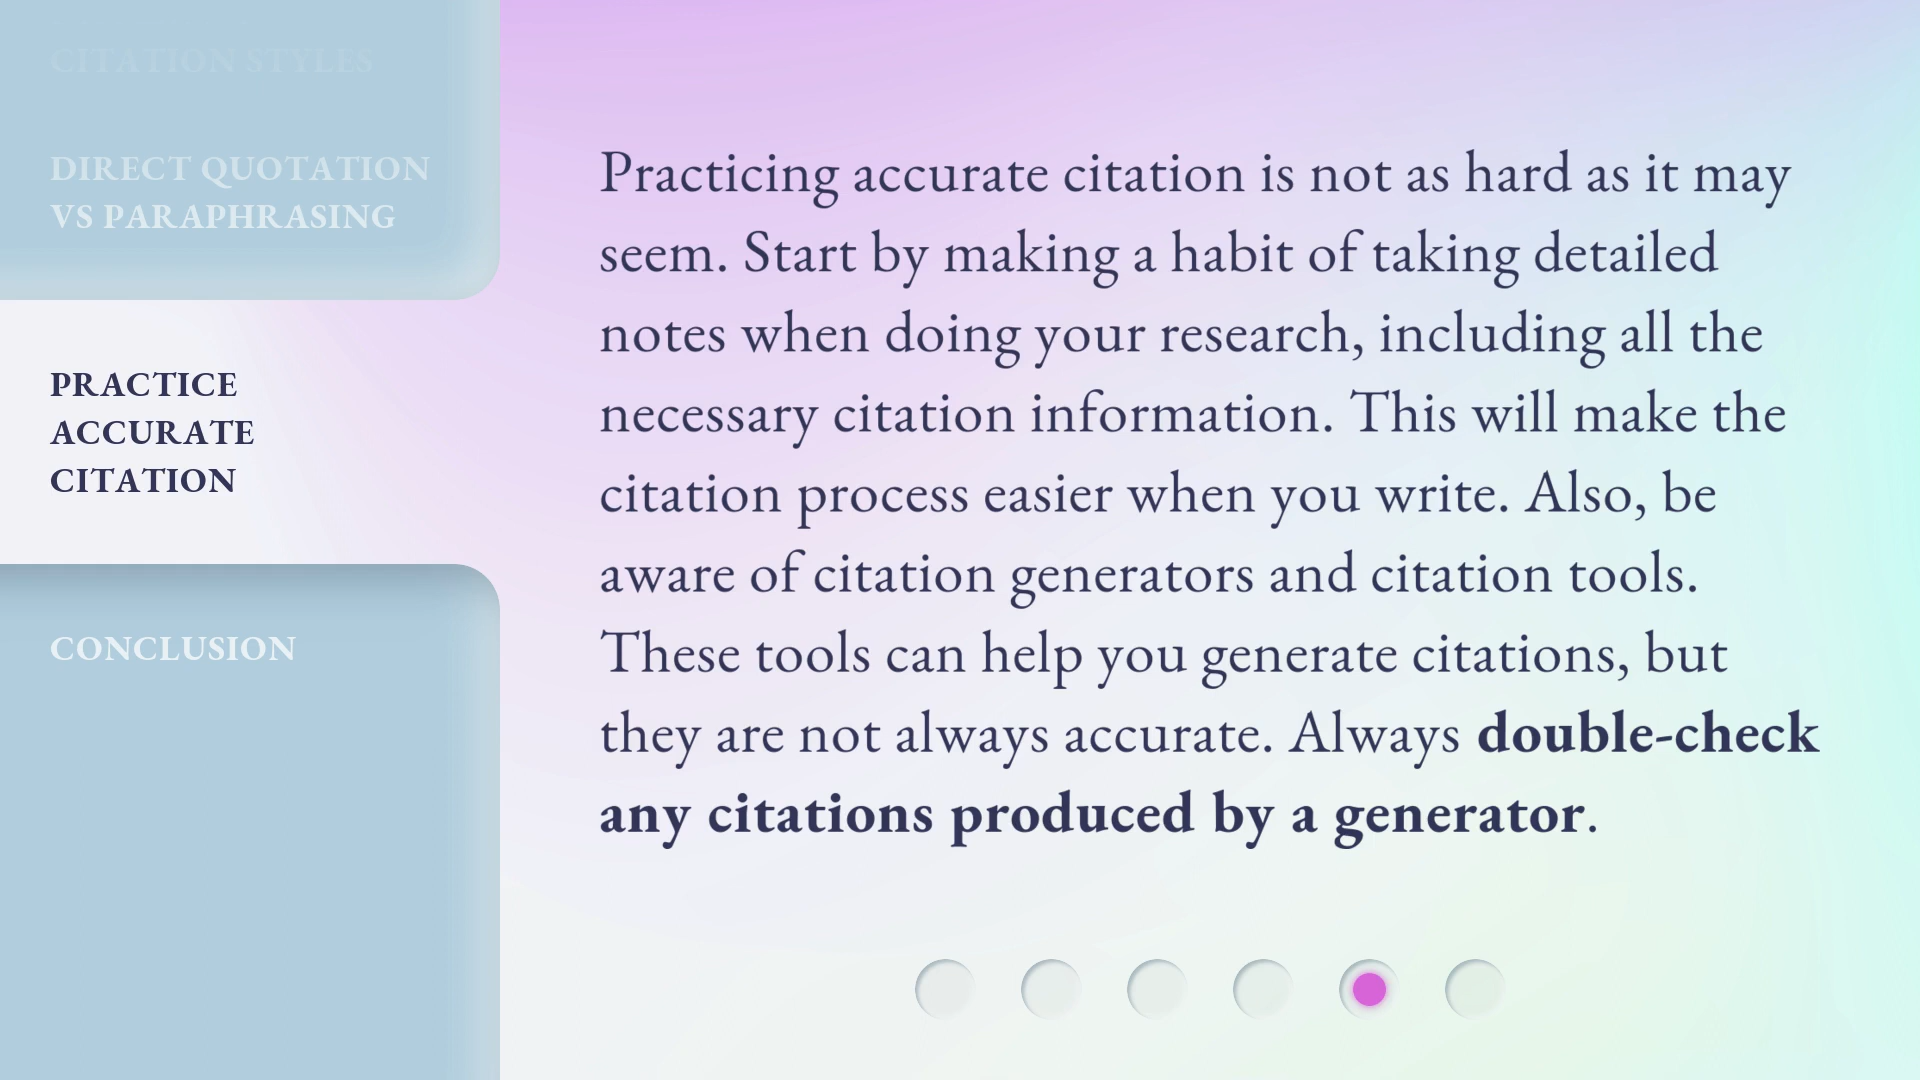 CITATION STYLES
DIRECT QUOTATION
VS PARAPHRASING
PRACTICE
ACCURATE
CITATION
CONCLUSION
Practicing accurate citation is not as hard as it may
seem. Start by making a habit of taking detailed
notes when doing your research, including all the
necessary citation information. This will make the
citation process easier when you write. Also, be
aware of citation generators and citation tools.
These tools can help you generate citations, but
they are not always accurate. Always double-check
any citations produced by a generator.